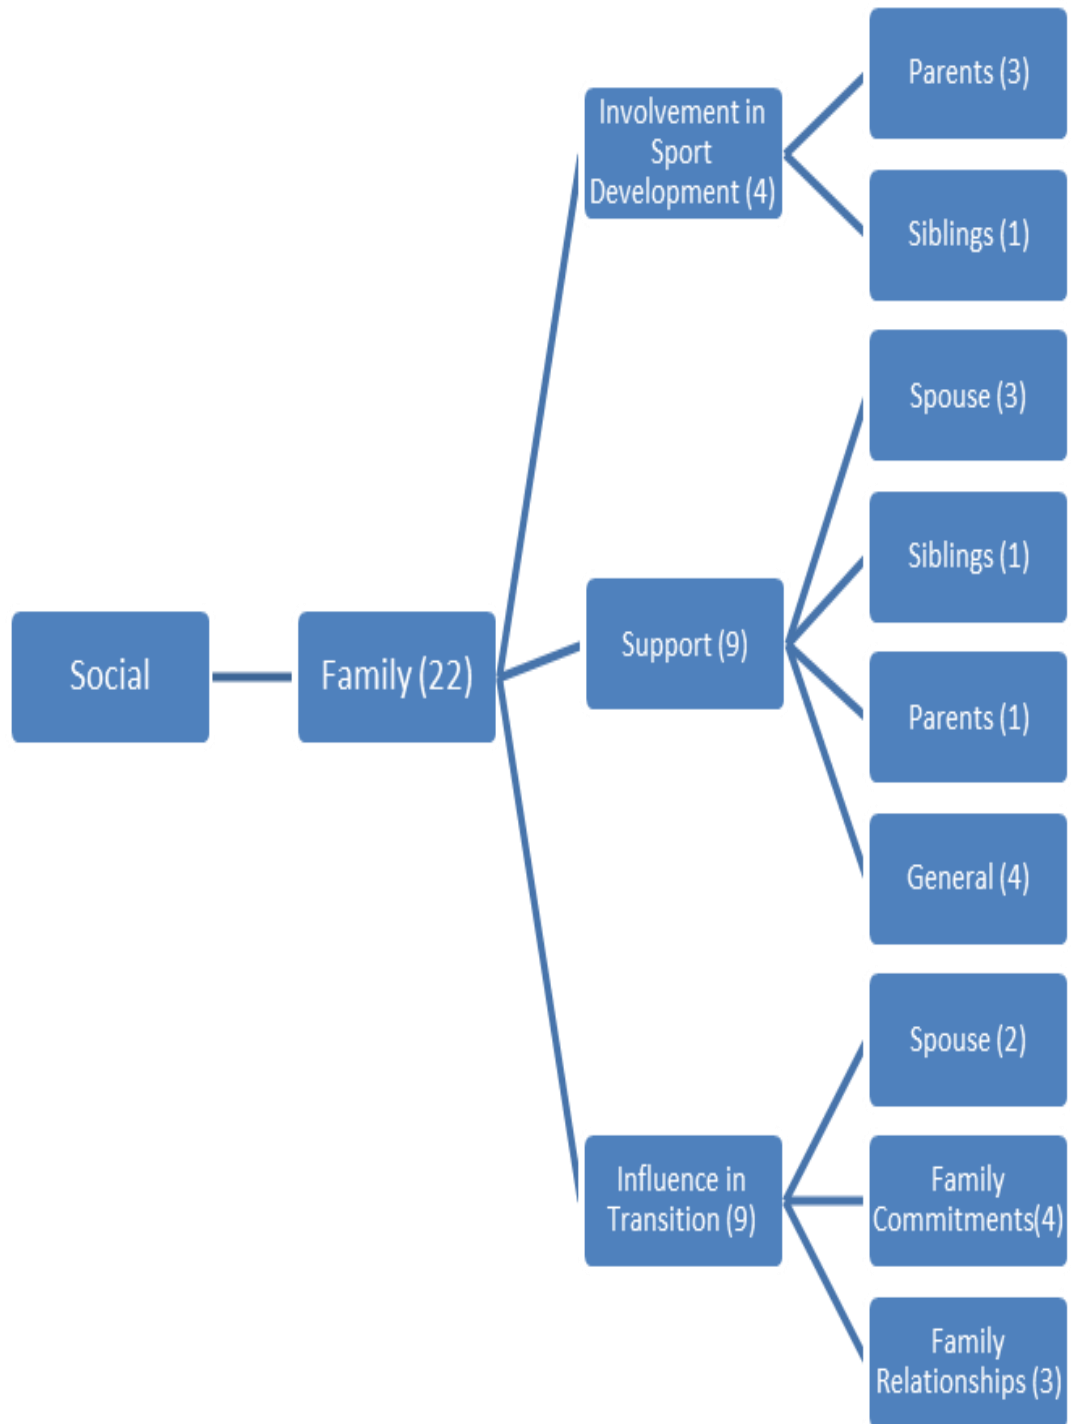 Social
Family (22)
Involvement in
Sport
Development (4)
Parents (3)
Siblings (1)
Support (9)
Spouse (3)
Siblings (1)
Parents (1)
General (4)
Influence in
Transition (9)
Spouse (2)
Family
Commitments(4)
Family
Relationships (3)